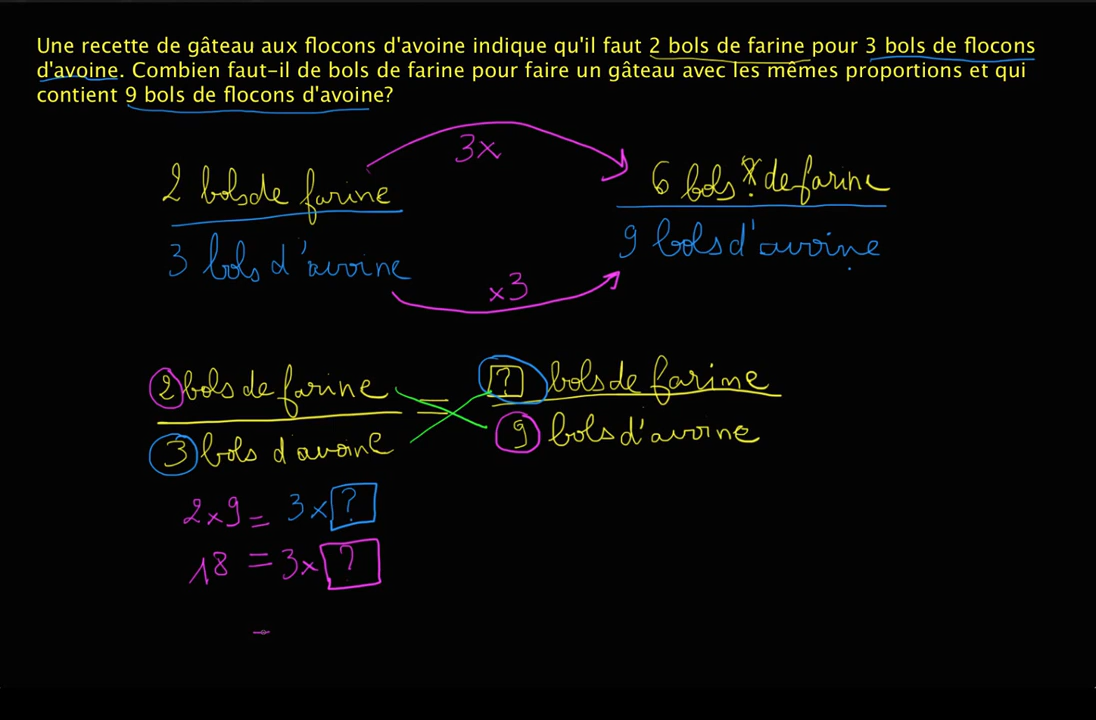 Une recette de gâteau aux flocons d'avoine indique qu'il faut 2 bols de farine pour 3 bols de flocons
d'avoine. Combien faut-il de bols de farine pour faire un gâteau avec les mêmes proportions et qui
contient 9 bols de flocons d'avoine?
3x
2 bols de farine
6 bols ? de farine
3 bols d'avoine
9 bols d'avoine
x3
2 bols de farine = ? bols de farine
3 bols d'avoine 9 bols d'avoine
2x9 = 3x ?
18 = 3x ?
=